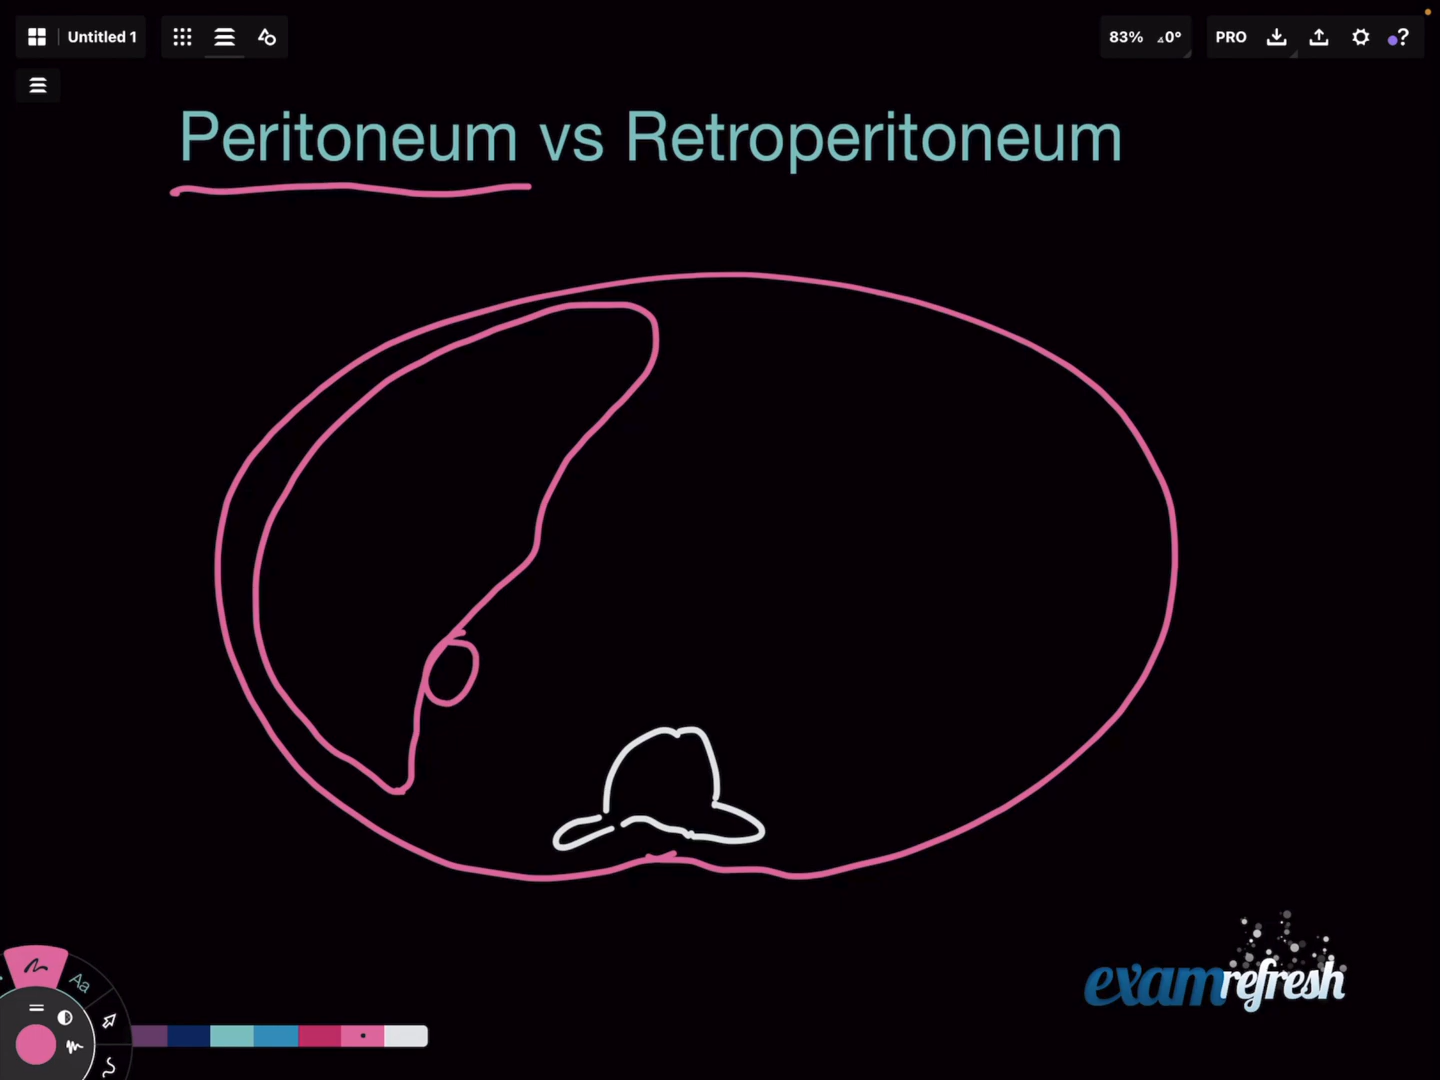 Untitled 1
83% 0°
PRO
?
Peritoneum vs Retroperitoneum
examrefresh
Aa